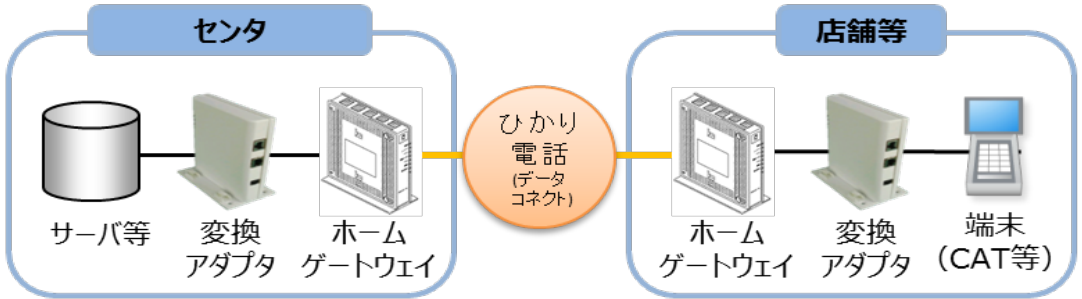 センタ
店舗等
ひかり
電話
(データ
コネクト)
サーバ等
変換
アダプタ
ホーム
ゲートウェイ
ホーム
ゲートウェイ
変換
アダプタ
端末
(CAT等)